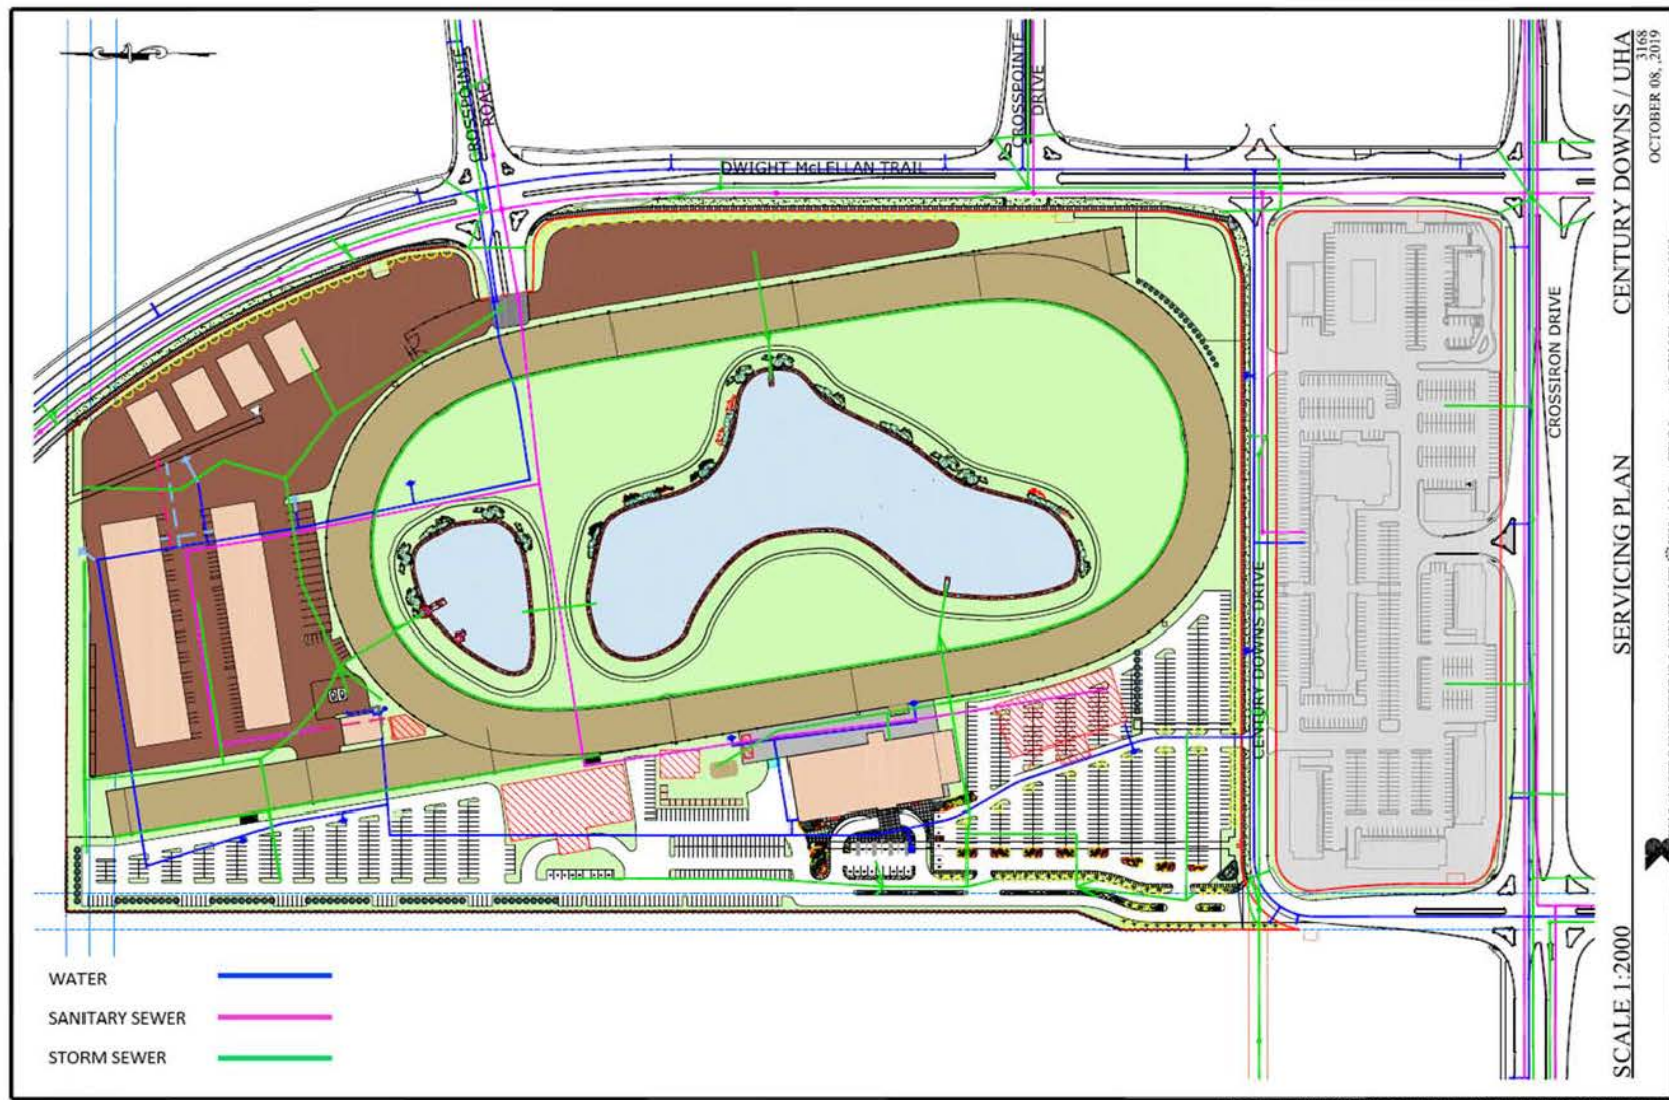 CROSSPOINTE
ROAD
CROSSPOINTE
DRIVE
DWIGHT McLELLAN TRAIL
CENTURY DOWNS DRIVE
CROSSIRON DRIVE
WATER
SANITARY SEWER
STORM SEWER
CENTURY DOWNS / UHA
3168
OCTOBER 08, ,2019
SERVICING PLAN
SCALE 1:2000